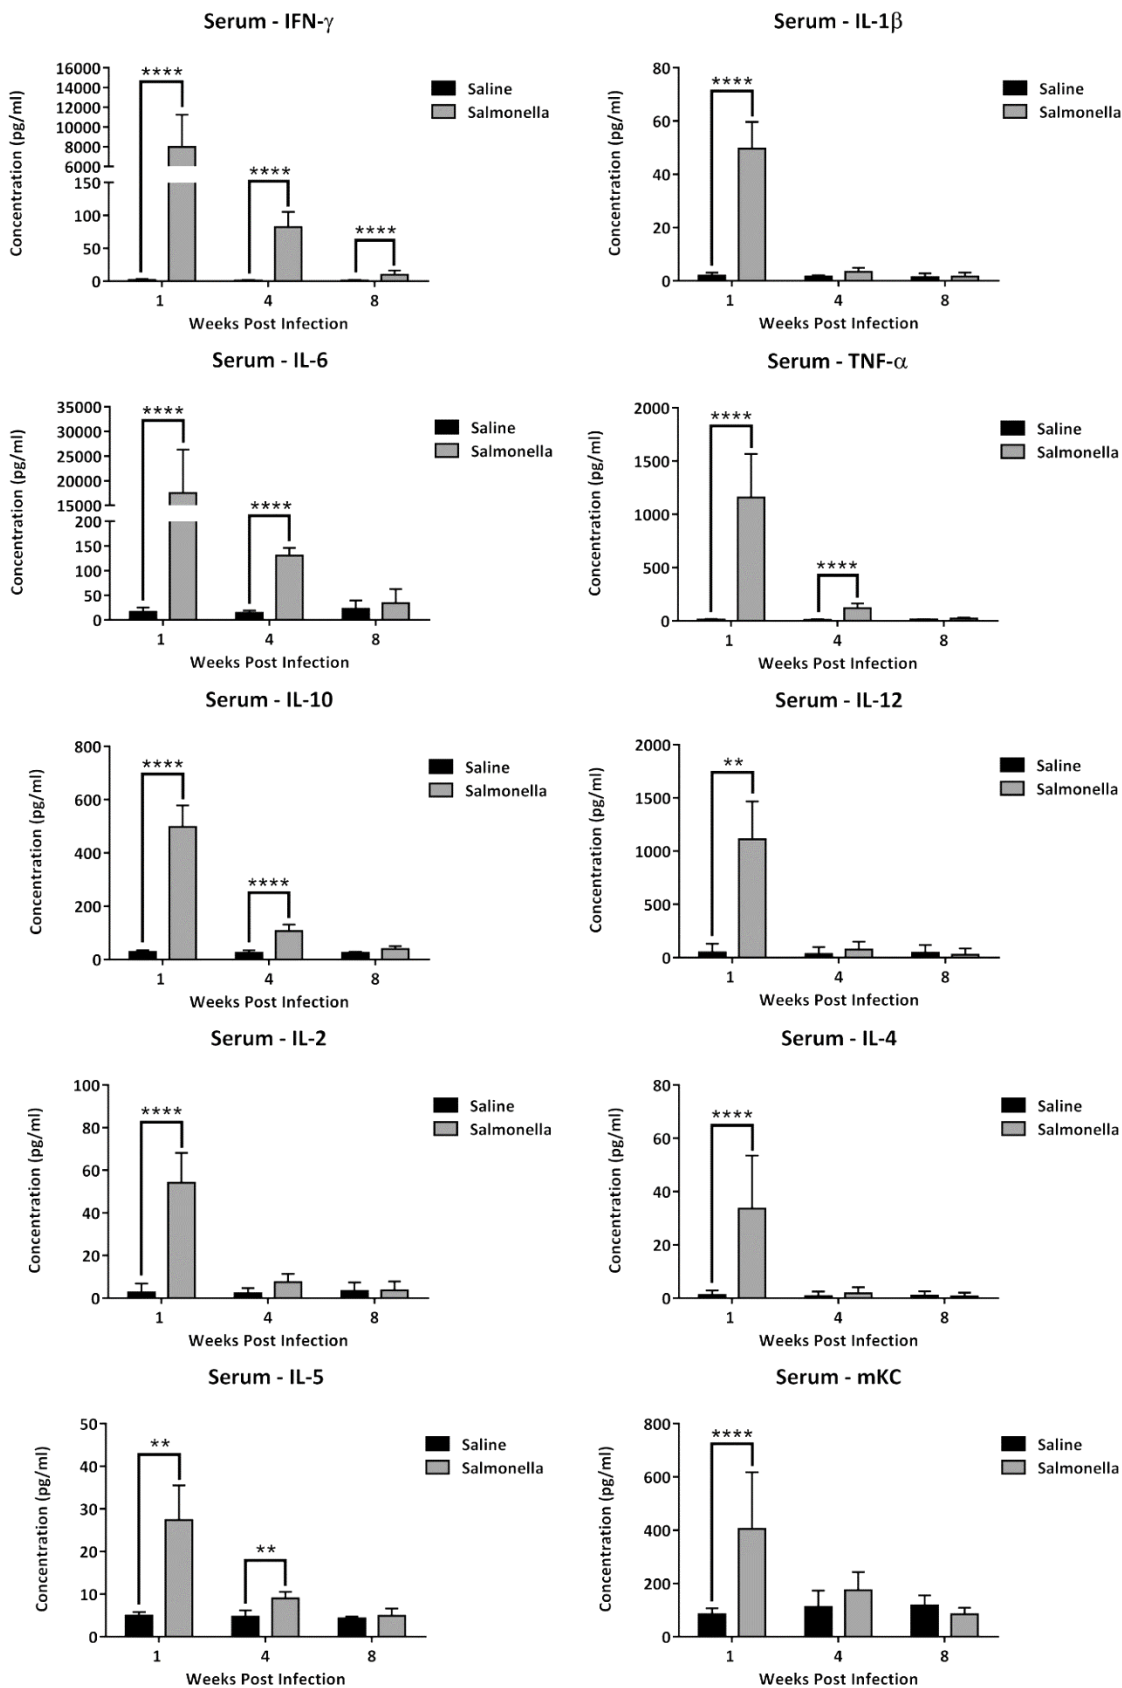 Serum - IFN-γ
Concentration (pg/ml)
16000
14000
12000
10000
8000
6000
150
100
50
0
****
****
****
Saline
Salmonella
1 4 8
Weeks Post Infection
Serum - IL-1β
Concentration (pg/ml)
80
60
40
20
0
****
Saline
Salmonella
1 4 8
Weeks Post Infection
Serum - IL-6
Concentration (pg/ml)
35000
30000
25000
20000
15000
200
150
100
50
0
****
****
Saline
Salmonella
1 4 8
Weeks Post Infection
Serum - TNF-α
Concentration (pg/ml)
2000
1500
1000
500
0
****
****
Saline
Salmonella
1 4 8
Weeks Post Infection
Serum - IL-10
Concentration (pg/ml)
800
600
400
200
0
****
****
Saline
Salmonella
1 4 8
Weeks Post Infection
Serum - IL-12
Concentration (pg/ml)
2000
1500
1000
500
0
**
Saline
Salmonella
1 4 8
Weeks Post Infection
Serum - IL-2
Concentration (pg/ml)
100
80
60
40
20
0
****
Saline
Salmonella
1 4 8
Weeks Post Infection
Serum - IL-4
Concentration (pg/ml)
80
60
40
20
0
****
Saline
Salmonella
1 4 8
Weeks Post Infection
Serum - IL-5
Concentration (pg/ml)
50
40
30
20
10
0
**
**
Saline
Salmonella
1 4 8
Weeks Post Infection
Serum - mKC
Concentration (pg/ml)
800
600
400
200
0
****
Saline
Salmonella
1 4 8
Weeks Post Infection